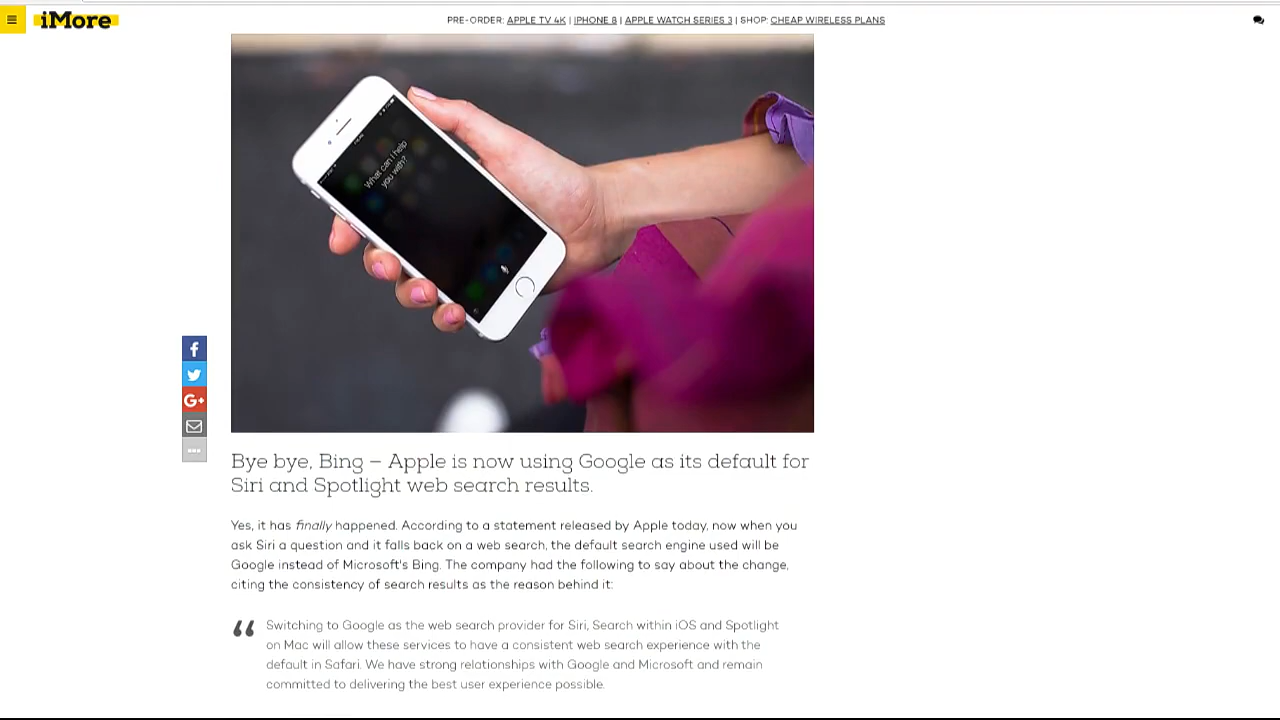 iMore
PRE-ORDER: APPLE TV 4K | IPHONE 8 | APPLE WATCH SERIES 3 | SHOP: CHEAP WIRELESS PLANS
What can I help
you with?
Bye bye, Bing — Apple is now using Google as its default for
Siri and Spotlight web search results.
Yes, it has finally happened. According to a statement released by Apple today, now when you
ask Siri a question and it falls back on a web search, the default search engine used will be
Google instead of Microsoft's Bing. The company had the following to say about the change,
citing the consistency of search results as the reason behind it:
“ Switching to Google as the web search provider for Siri, Search within iOS and Spotlight
on Mac will allow these services to have a consistent web search experience with the
default in Safari. We have strong relationships with Google and Microsoft and remain
committed to delivering the best user experience possible.